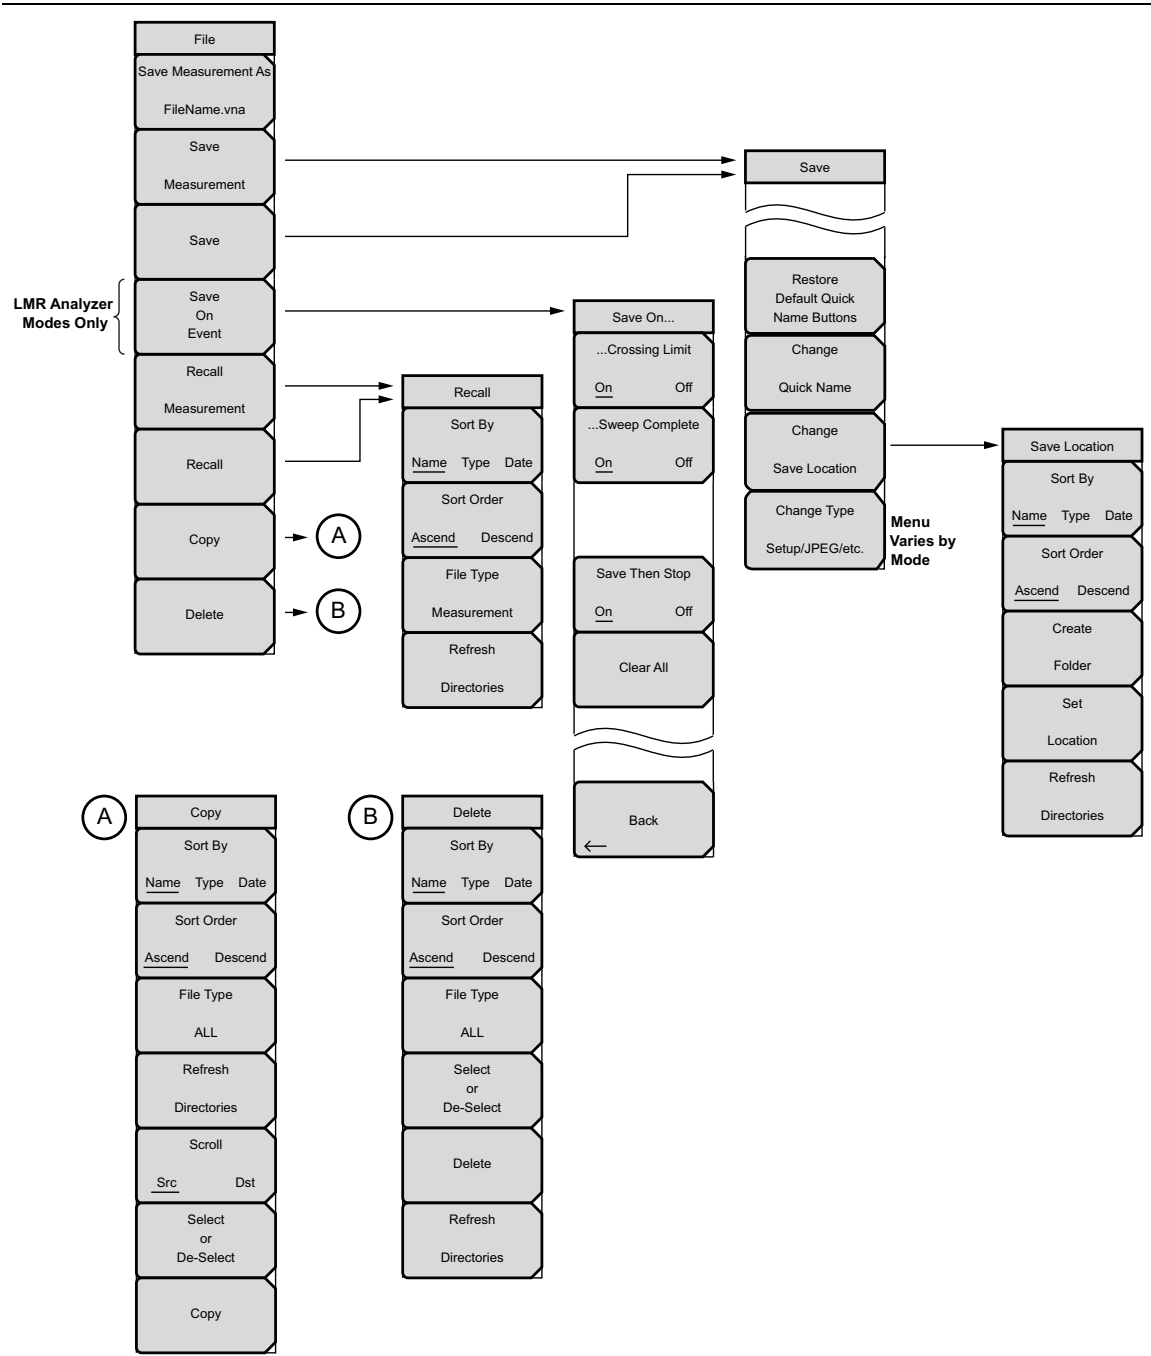 File
Save Measurement As
FileName.vna
Save
Measurement
Save
LMR Analyzer
Modes Only
Save
On
Event
Recall
Measurement
Recall
Copy
A
Delete
B
Recall
Sort By
Name Type Date
Sort Order
Ascend Descend
File Type
Measurement
Refresh
Directories
Save On...
...Crossing Limit
On Off
...Sweep Complete
On Off
Save Then Stop
On Off
Clear All
Back
Save
Restore
Default Quick
Name Buttons
Change
Quick Name
Change
Save Location
Change Type
Setup/JPEG/etc.
Menu
Varies by
Mode
Save Location
Sort By
Name Type Date
Sort Order
Ascend Descend
Create
Folder
Set
Location
Refresh
Directories
A
Copy
Sort By
Name Type Date
Sort Order
Ascend Descend
File Type
ALL
Refresh
Directories
Scroll
Src Dst
Select
or
De-Select
Copy
B
Delete
Sort By
Name Type Date
Sort Order
Ascend Descend
File Type
ALL
Select
or
De-Select
Delete
Refresh
Directories